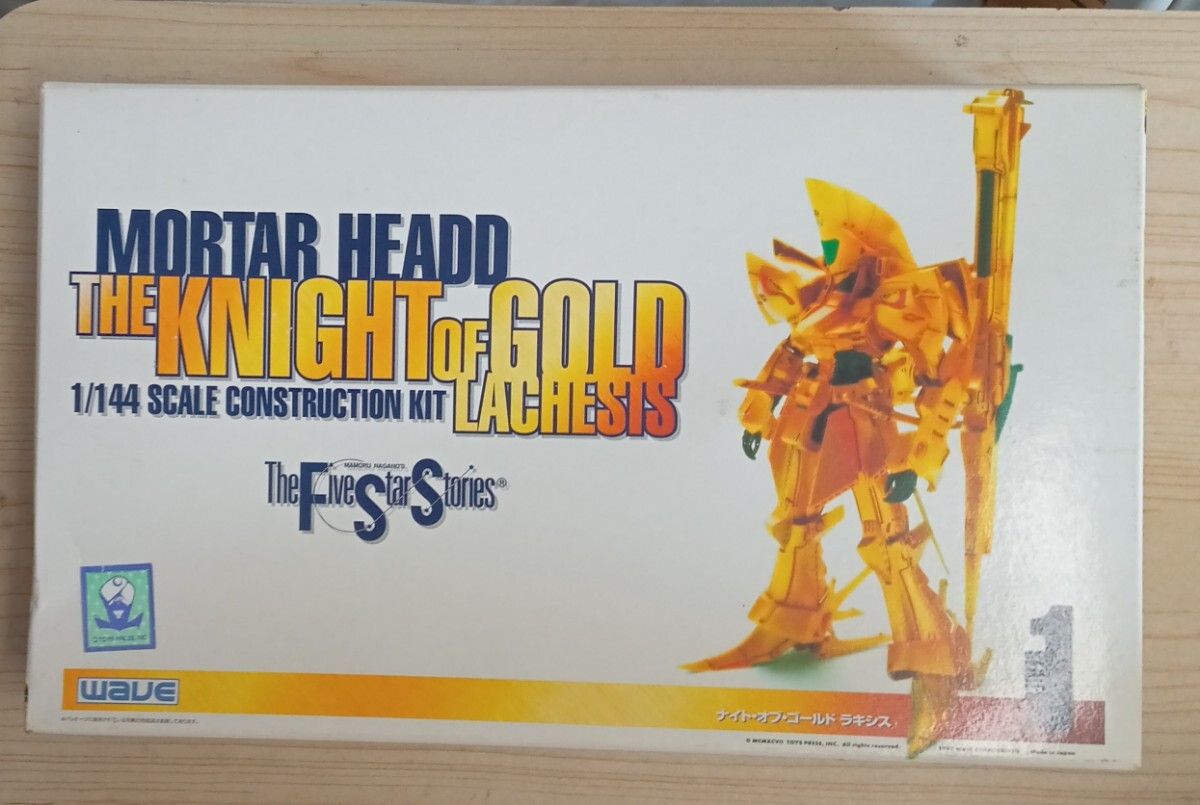 MORTAR HEADD
THE KNIGHT OF GOLD
LACHESIS
1/144 SCALE CONSTRUCTION KIT
MAMORU NAGANO'S
The Five Star Stories®
wave
ナイト・オブ・ゴールド ラキシス
1
TOYS PRESS, INC. All rights reserved.
Made in Japan